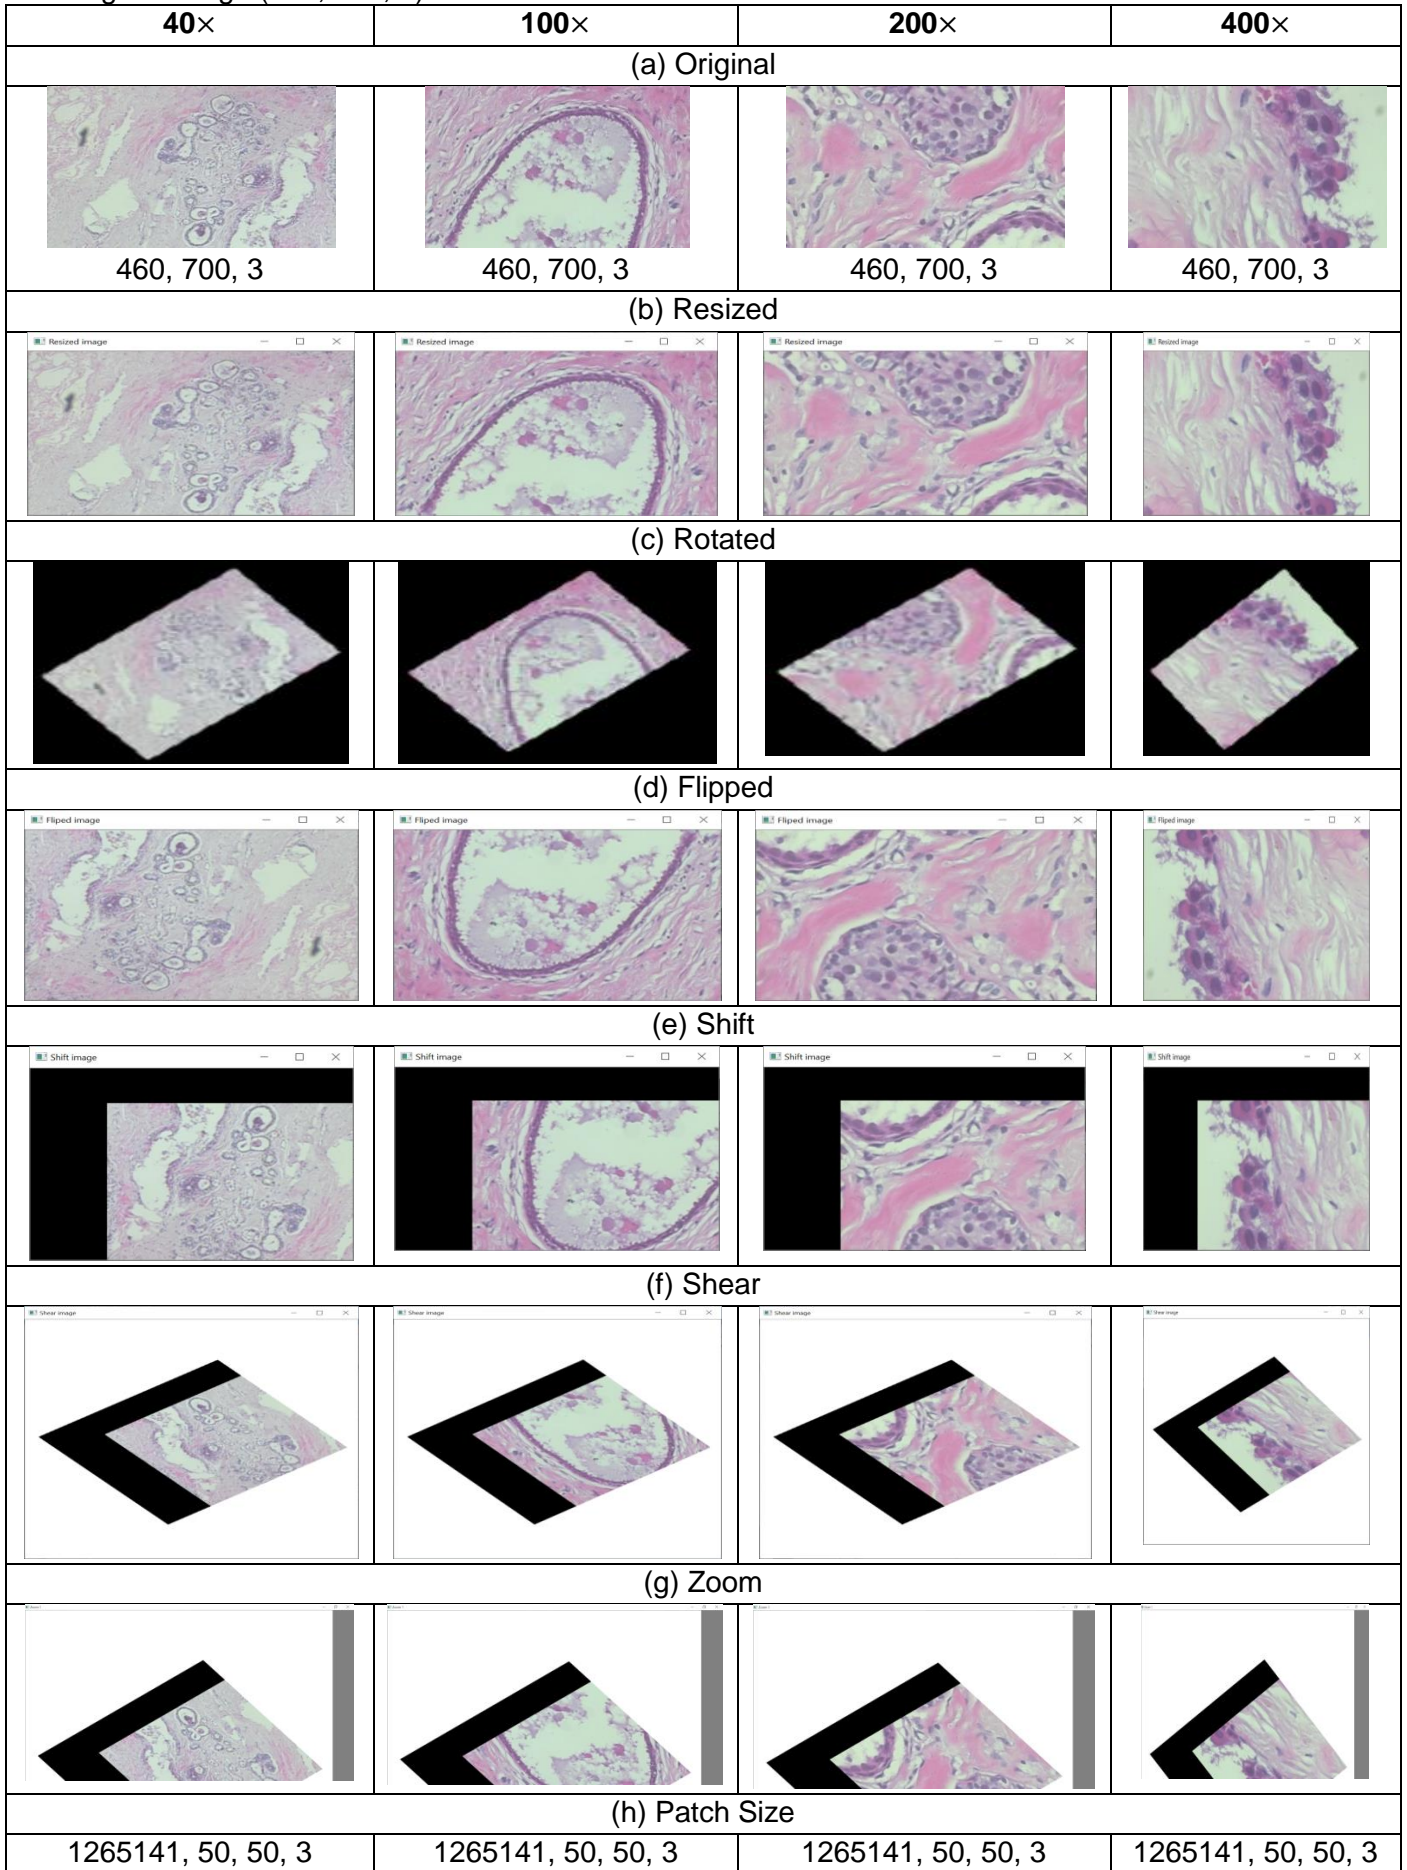 40× 100× 200× 400×
(a) Original
460, 700, 3 460, 700, 3 460, 700, 3 460, 700, 3
(b) Resized
Resized image Resized image Resized image Resized image
(c) Rotated
(d) Flipped
Fliped image Fliped image Fliped image Fliped image
(e) Shift
Shift image Shift image Shift image Shift image
(f) Shear
Shear image Shear image Shear image Shear image
(g) Zoom
(h) Patch Size
1265141, 50, 50, 3 1265141, 50, 50, 3 1265141, 50, 50, 3 1265141, 50, 50, 3